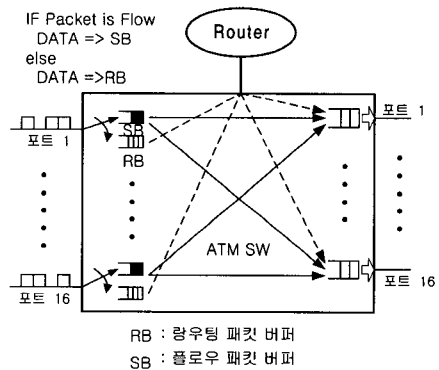 IF Packet is Flow
DATA => SB
else
DATA =>RB
Router
포트 1
SB
RB
포트 1
ATM SW
포트 16
포트 16
RB : 랑우팅 패킷 버퍼
SB : 플로우 패킷 버퍼